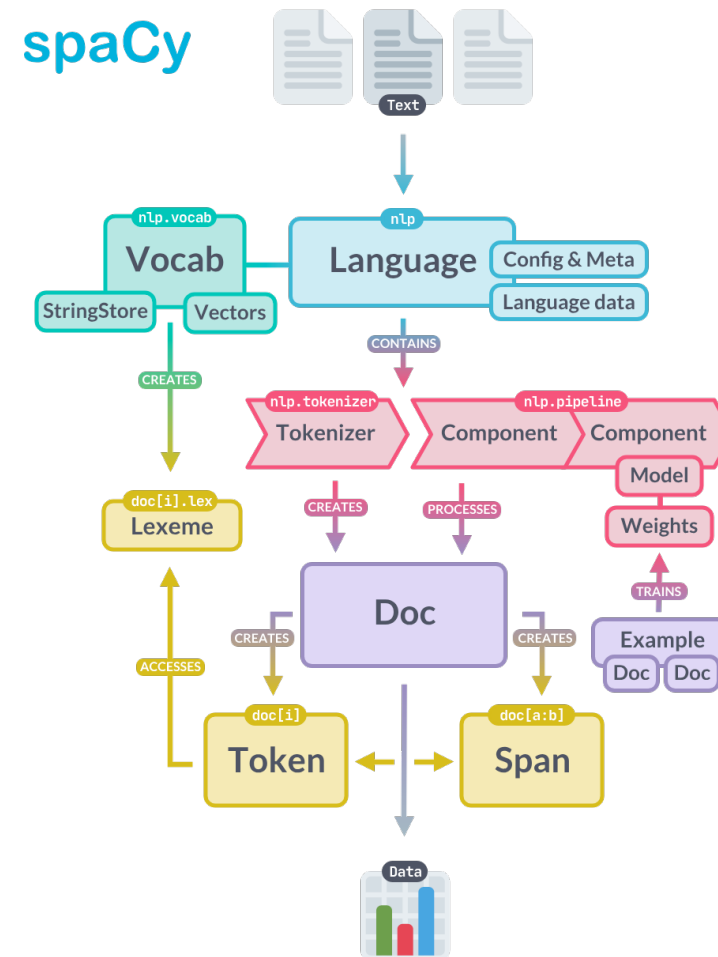 spaCy
Text
nlp.vocab
nlp
Vocab
Language
Config & Meta
StringStore
Vectors
Language data
CONTAINS
CREATES
nlp.tokenizer
nlp.pipeline
Tokenizer
Component
Component
Model
doc[i].lex
CREATES
PROCESSES
Lexeme
Weights
TRAINS
Doc
CREATES
CREATES
Example
ACCESSES
Doc
Doc
doc[i]
doc[a:b]
Token
Span
Data